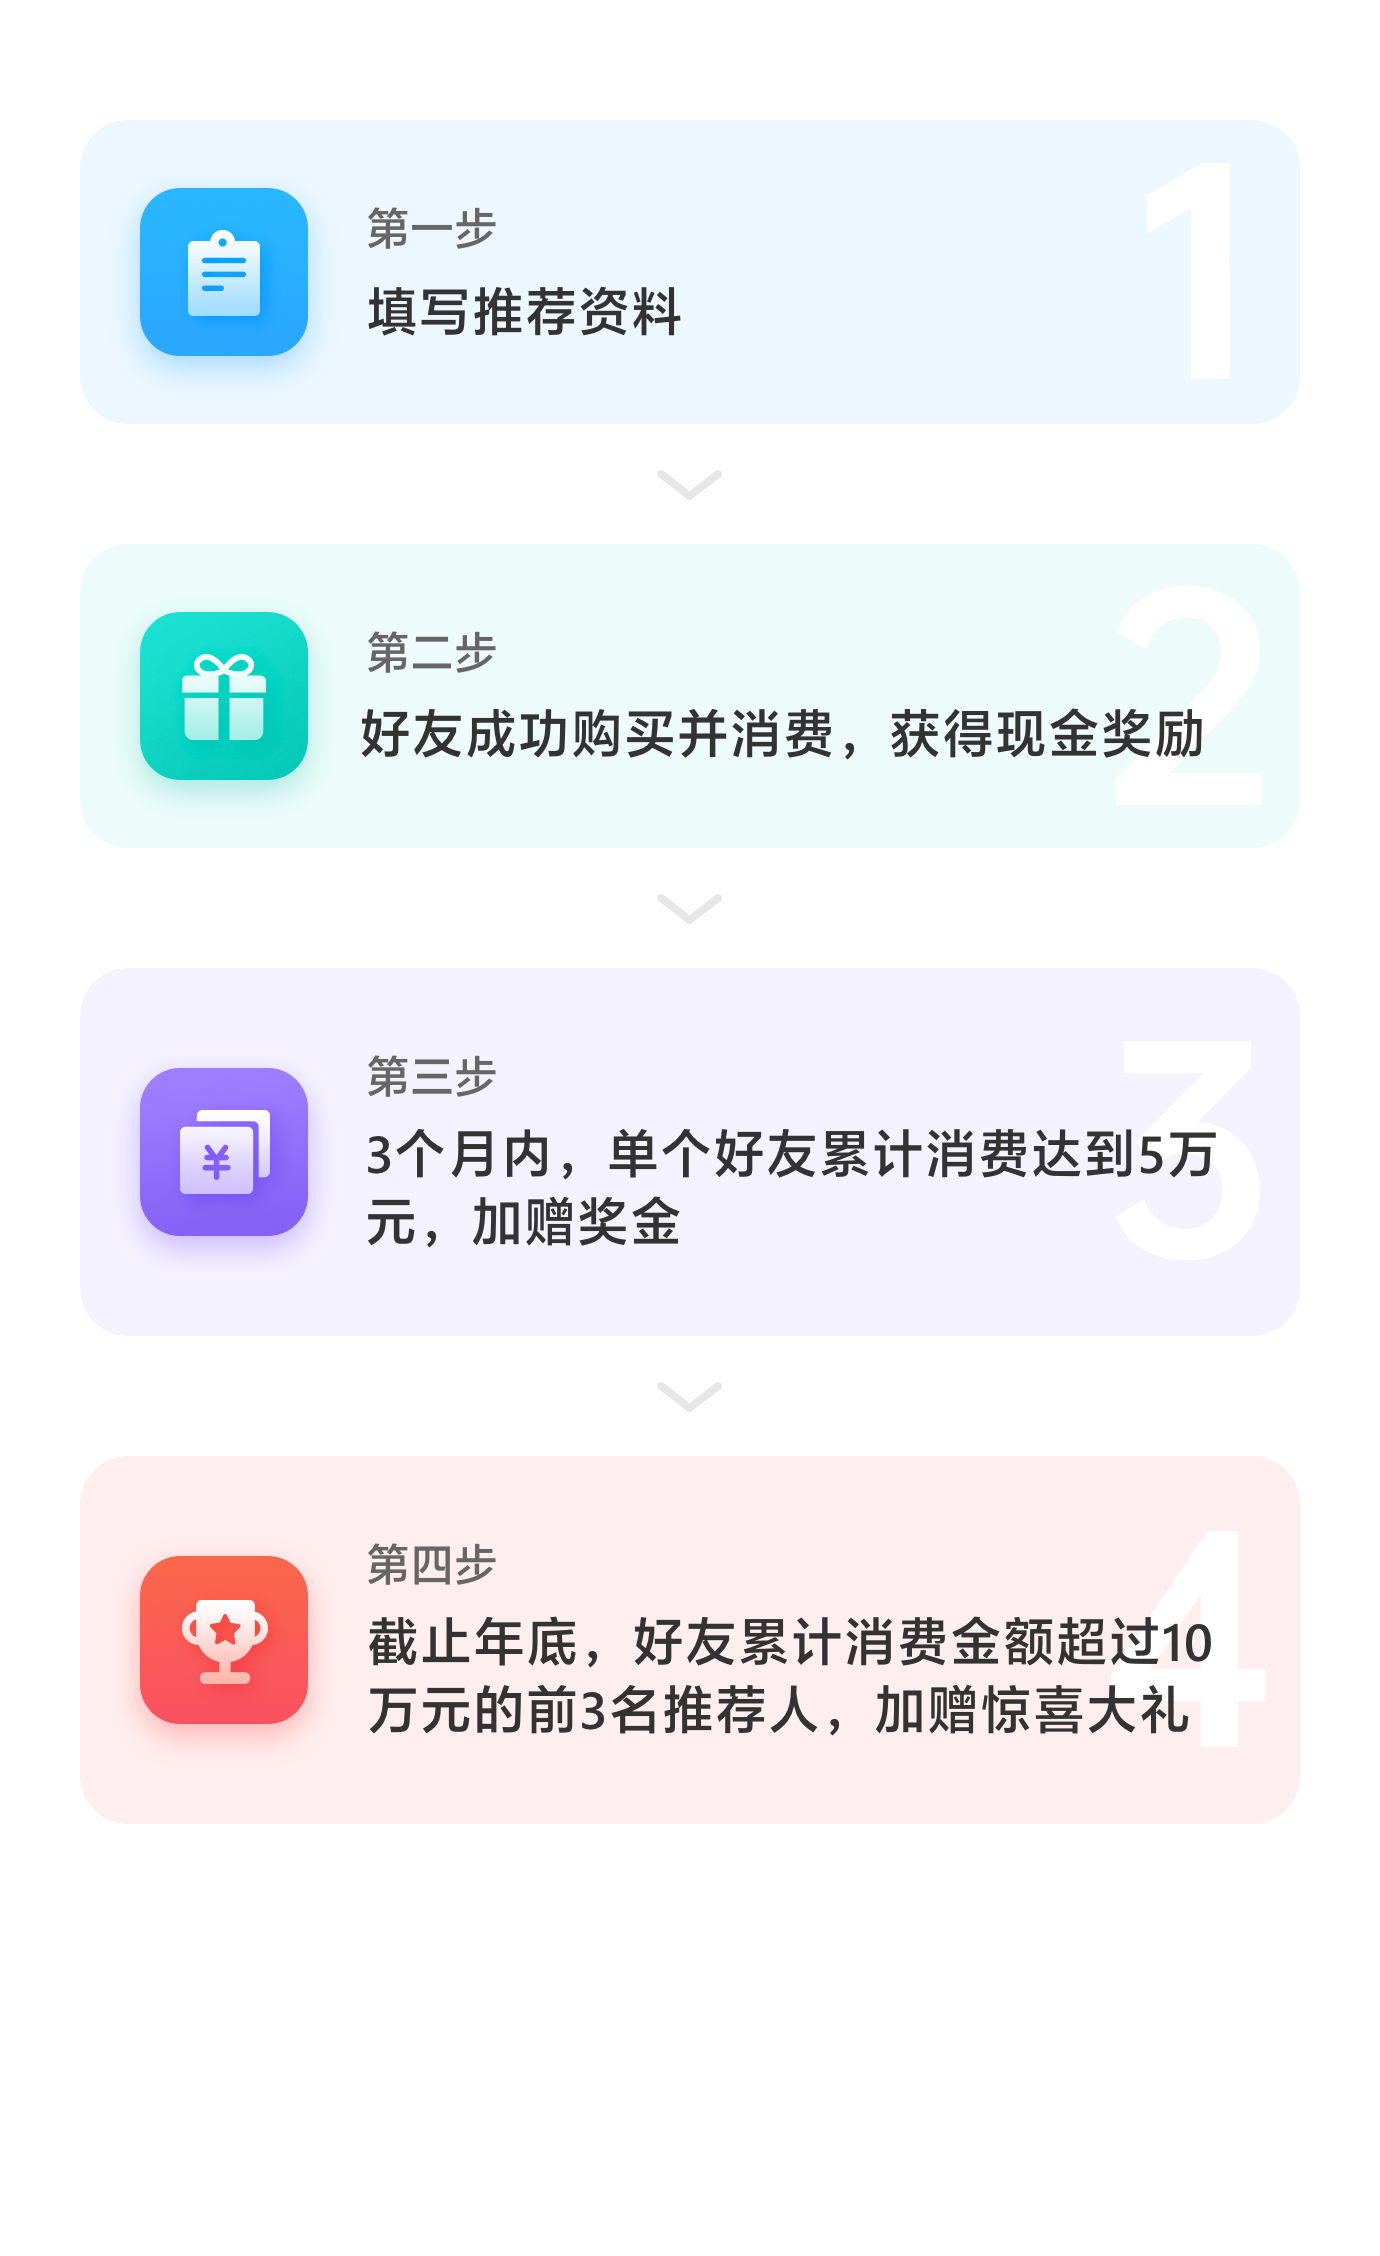 第一步
填写推荐资料
1
第二步
好友成功购买并消费，获得现金奖励
2
第三步
3个月内，单个好友累计消费达到5万
元，加赠奖金
3
¥
第四步
截止年底，好友累计消费金额超过10
万元的前3名推荐人，加赠惊喜大礼
4